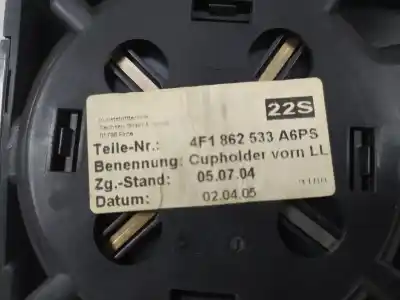 22S
Teile-Nr.: 4F1 862 533 A6PS
Benennung: Cupholder vorn LL
Zg.-Stand: 05.07.04
Datum: 02.04.05